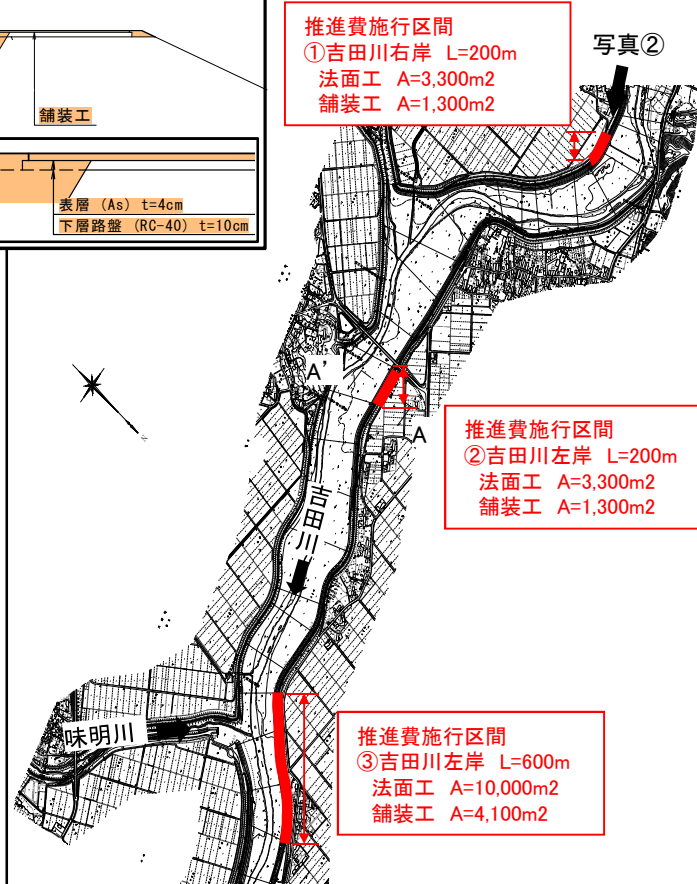 舗装工
表層 (As) t=4cm
下層路盤 (RC-40) t=10cm
推進費施行区間
①吉田川右岸 L=200m
法面工 A=3,300m2
舗装工 A=1,300m2
写真②
A'
A
推進費施行区間
②吉田川左岸 L=200m
法面工 A=3,300m2
舗装工 A=1,300m2
吉田川
味明川
推進費施行区間
③吉田川左岸 L=600m
法面工 A=10,000m2
舗装工 A=4,100m2